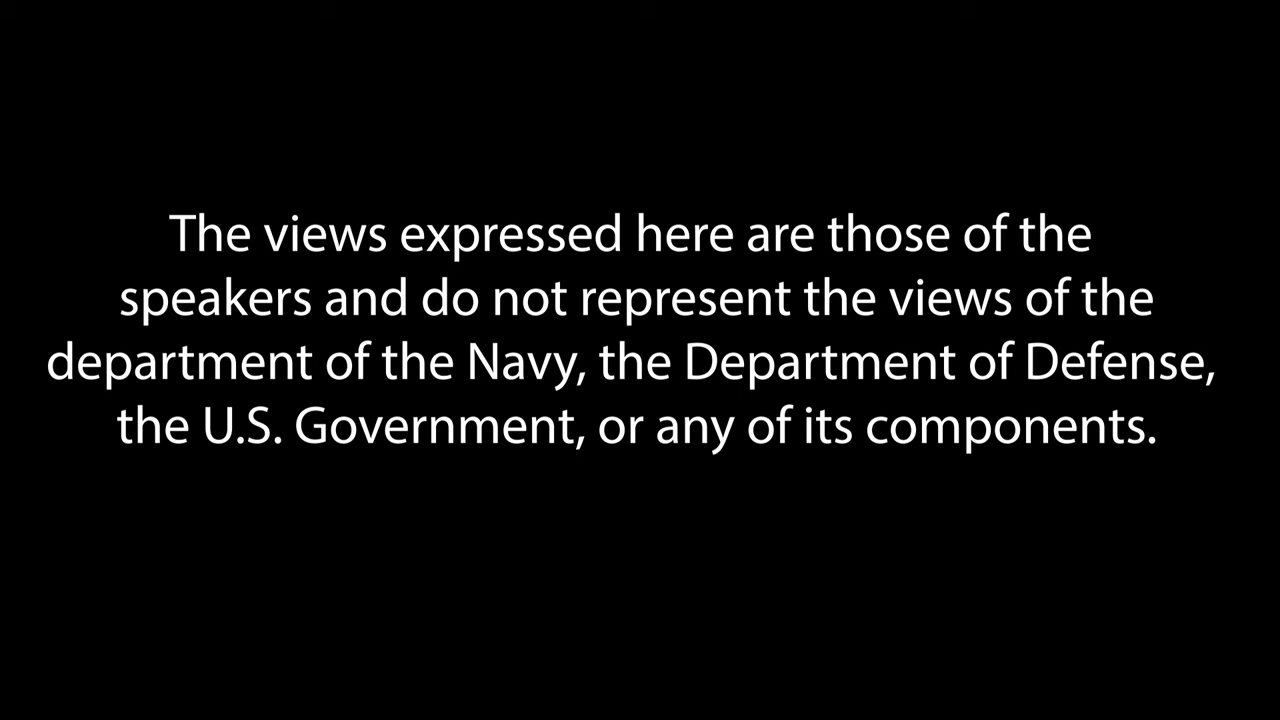 The views expressed here are those of the
speakers and do not represent the views of the
department of the Navy, the Department of Defense,
the U.S. Government, or any of its components.